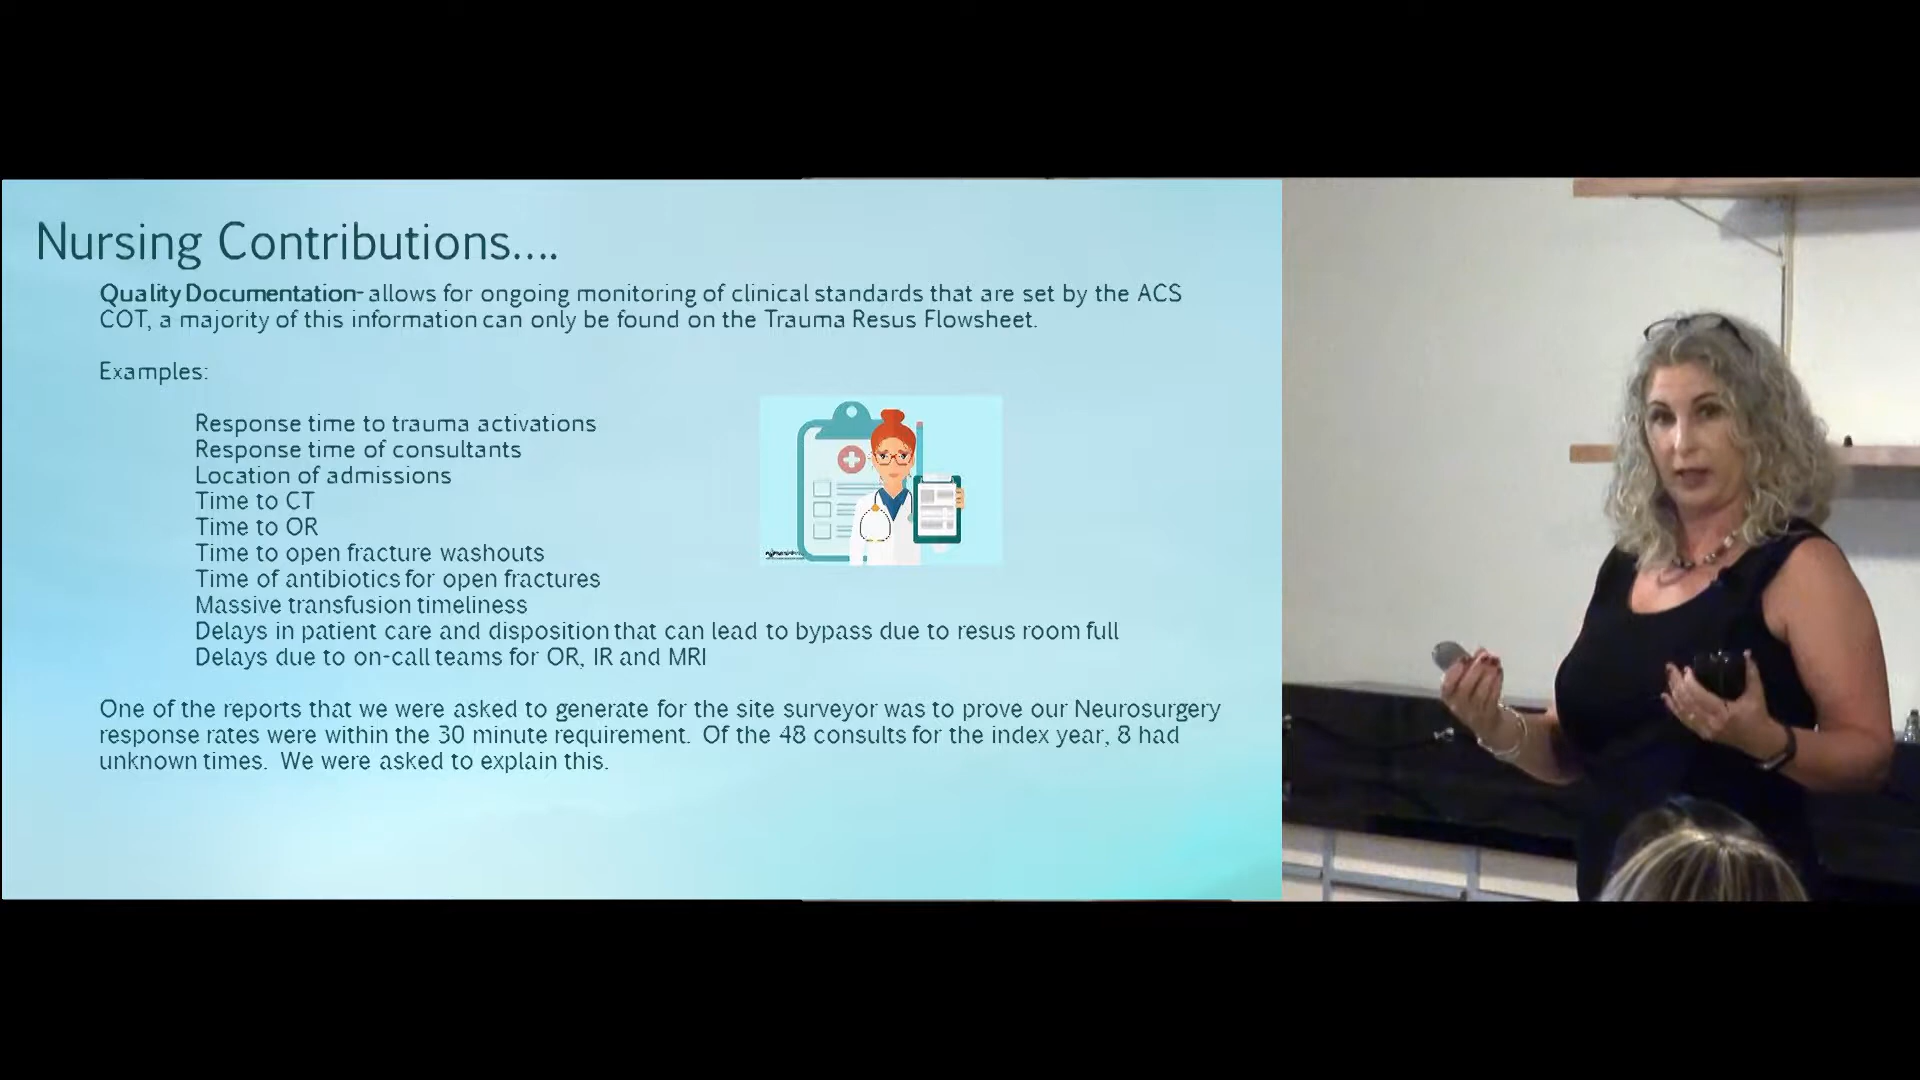 Nursing Contributions....
Quality Documentation- allows for ongoing monitoring of clinical standards that are set by the ACS
COT, a majority of this information can only be found on the Trauma Resus Flowsheet.
Examples:
Response time to trauma activations
Response time of consultants
Location of admissions
Time to CT
Time to OR
Time to open fracture washouts
Time of antibiotics for open fractures
Massive transfusion timeliness
Delays in patient care and disposition that can lead to bypass due to resus room full
Delays due to on-call teams for OR, IR and MRI
One of the reports that we were asked to generate for the site surveyor was to prove our Neurosurgery
response rates were within the 30 minute requirement. Of the 48 consults for the index year, 8 had
unknown times. We were asked to explain this.